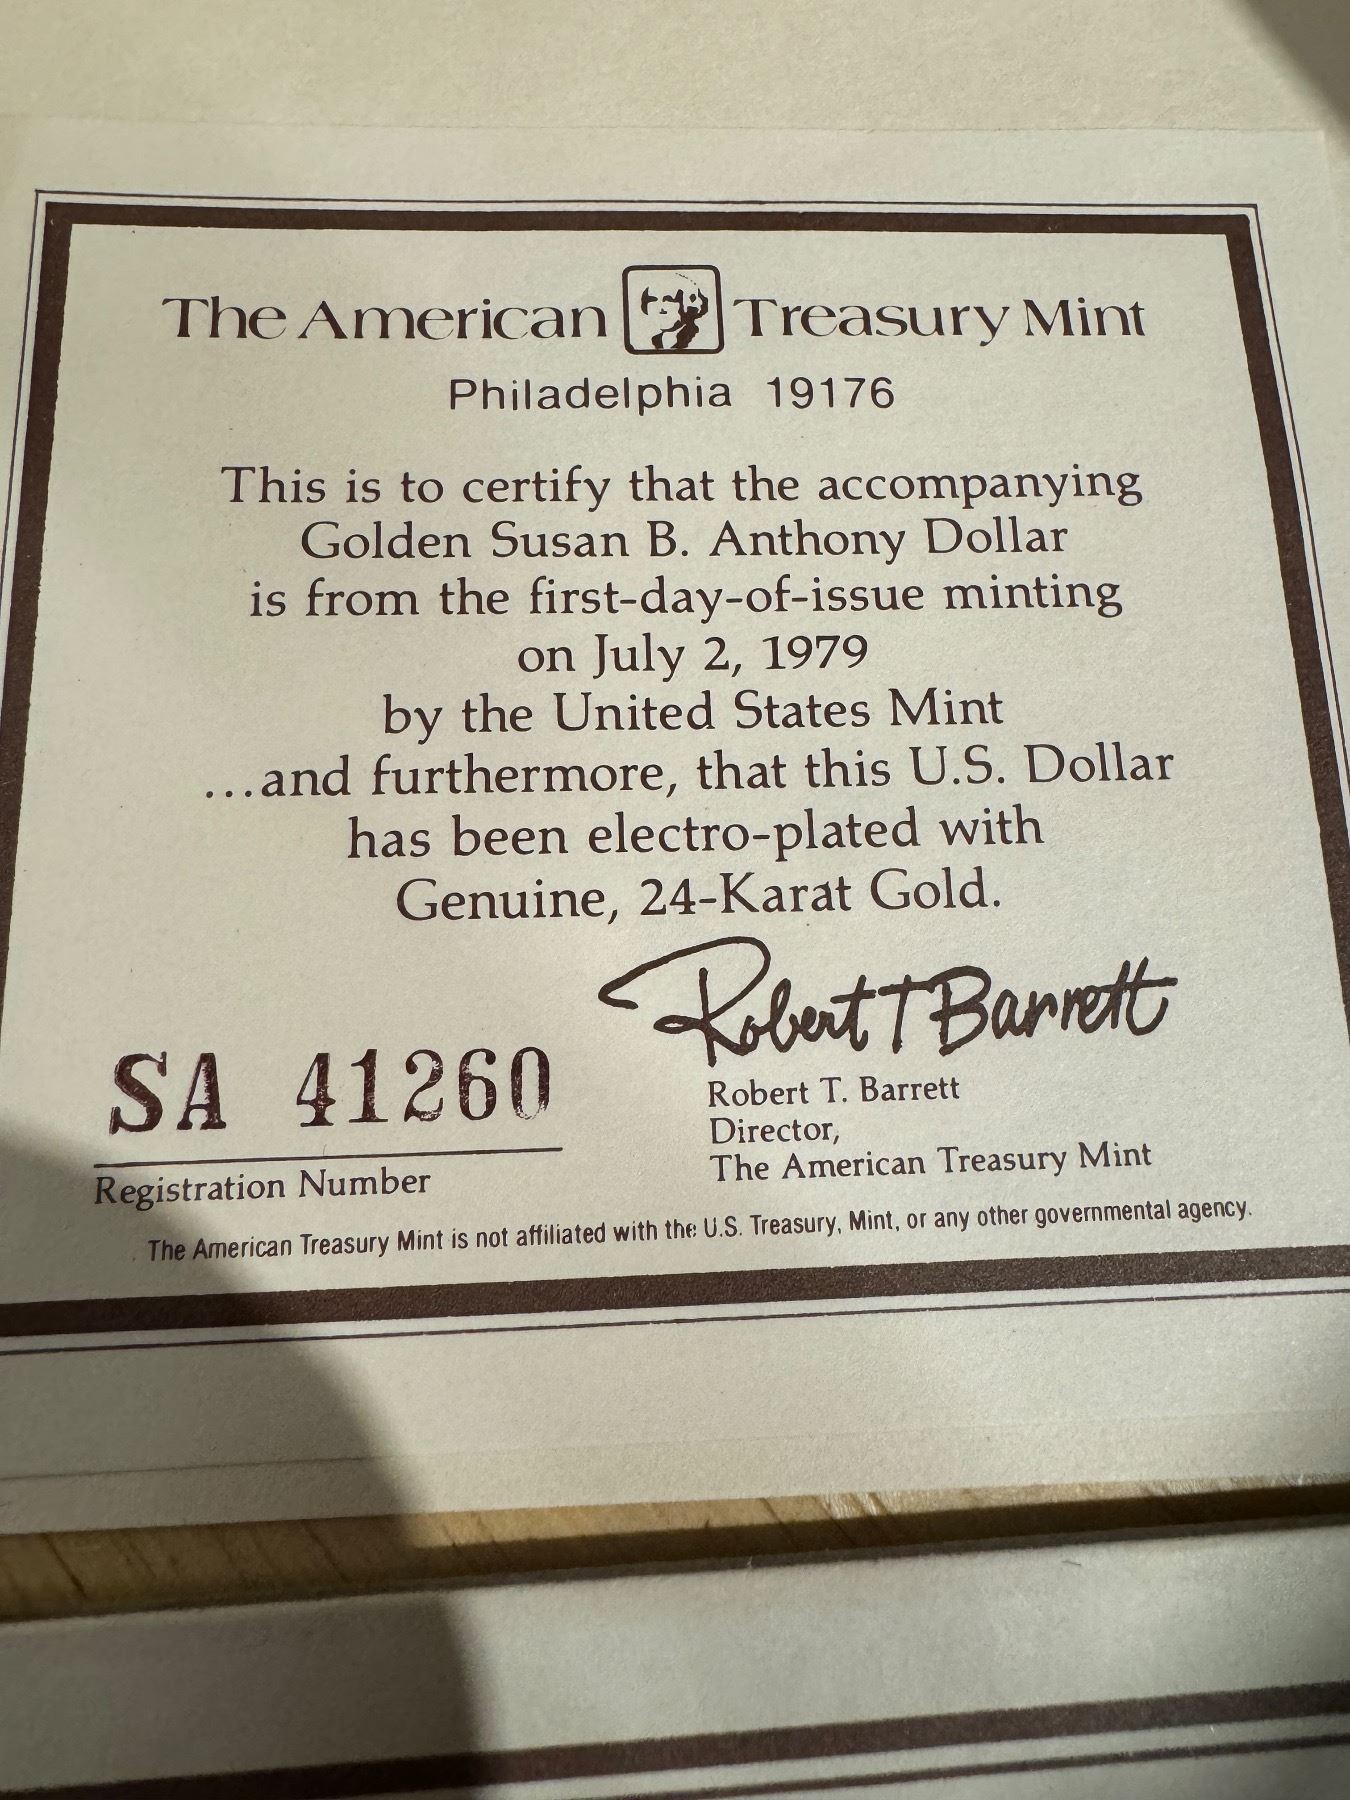 The American Treasury Mint
Philadelphia 19176
This is to certify that the accompanying
Golden Susan B. Anthony Dollar
is from the first-day-of-issue minting
on July 2, 1979
by the United States Mint
...and furthermore, that this U.S. Dollar
has been electro-plated with
Genuine, 24-Karat Gold.
Robert T Barrett
SA 41260
Registration Number
Robert T. Barrett
Director,
The American Treasury Mint
The American Treasury Mint is not affiliated with the U.S. Treasury, Mint, or any other governmental agency.